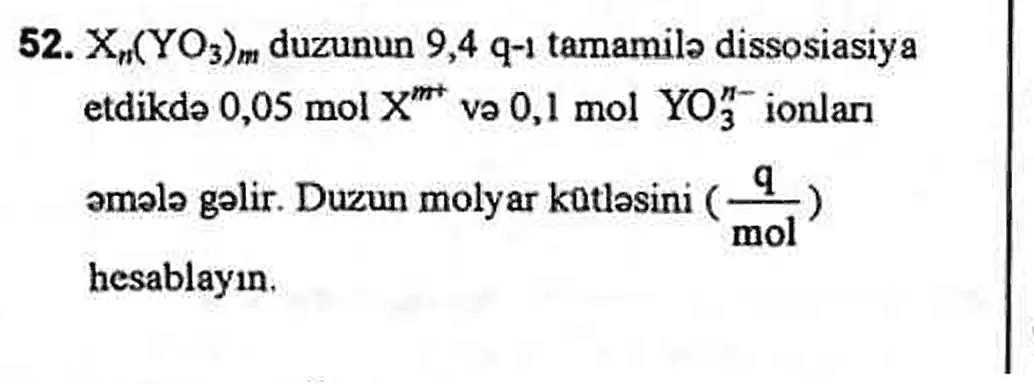 52. Xₙ(YO₃)ₘ duzunun 9,4 q-ı tamamilə dissosiasiya
etdikdə 0,05 mol Xᵐ⁺ və 0,1 mol YO₃ⁿ⁻ ionları
əmələ gəlir. Duzun molyar kütləsini (q/mol)
hesablayın.